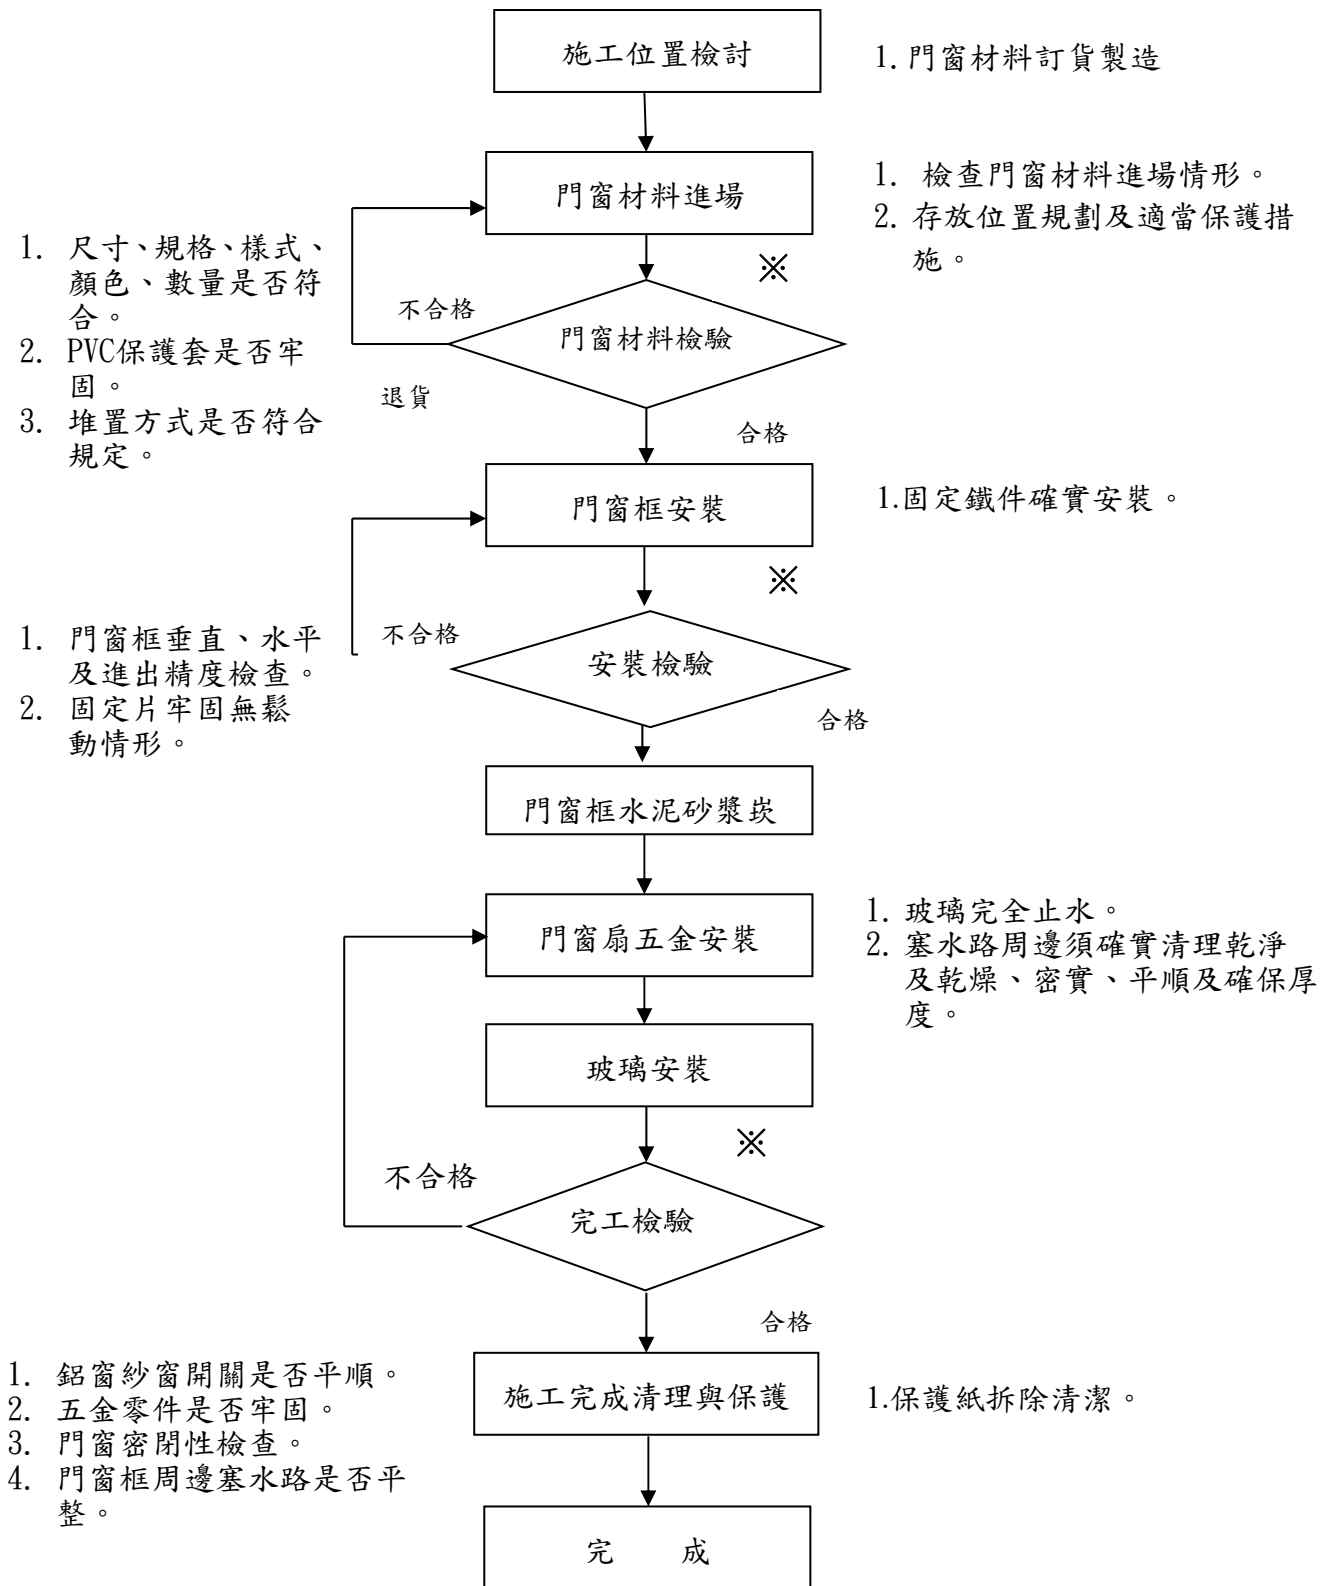 施工位置檢討
1. 門窗材料訂貨製造
門窗材料進場
1. 檢查門窗材料進場情形。
2. 存放位置規劃及適當保護措
施。
※
1. 尺寸、規格、樣式、
顏色、數量是否符
合。
2. PVC保護套是否牢
固。
3. 堆置方式是否符合
規定。
不合格
門窗材料檢驗
退貨
合格
門窗框安裝
1.固定鐵件確實安裝。
※
1. 門窗框垂直、水平
及進出精度檢查。
2. 固定片牢固無鬆
動情形。
不合格
安裝檢驗
合格
門窗框水泥砂漿崁
門窗扇五金安裝
1. 玻璃完全止水。
2. 塞水路周邊須確實清理乾淨
及乾燥、密實、平順及確保厚
度。
玻璃安裝
※
不合格
完工檢驗
合格
1. 鋁窗紗窗開關是否平順。
2. 五金零件是否牢固。
3. 門窗密閉性檢查。
4. 門窗框周邊塞水路是否平
整。
施工完成清理與保護
1.保護紙拆除清潔。
完 成